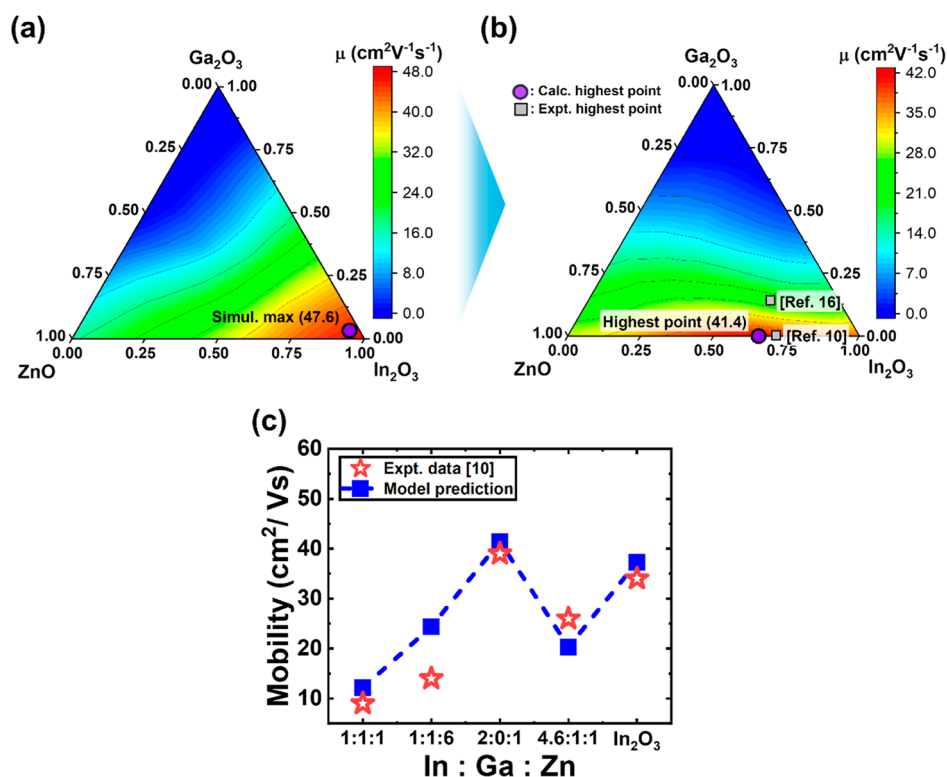 (a)
Ga₂O₃
μ (cm²V⁻¹s⁻¹)
0.00
1.00
48.0
0.25
0.75
40.0
32.0
0.50
0.50
24.0
0.75
0.25
16.0
Simul. max (47.6)
8.0
1.00
0.00
0.00
0.25
0.50
0.75
1.00
ZnO
In₂O₃
(b)
Ga₂O₃
μ (cm²V⁻¹s⁻¹)
: Calc. highest point
: Expt. highest point
0.00
1.00
42.0
0.25
0.75
35.0
28.0
0.50
0.50
21.0
0.75
0.25
14.0
[Ref. 16]
7.0
Highest point (41.4)
[Ref. 10]
1.00
0.00
0.00
0.25
0.50
0.75
1.00
ZnO
In₂O₃
(c)
Expt. data [10]
Model prediction
Mobility (cm²/ Vs)
60
50
40
30
20
10
1:1:1
1:1:6
2:0:1
4.6:1:1
In₂O₃
In : Ga : Zn